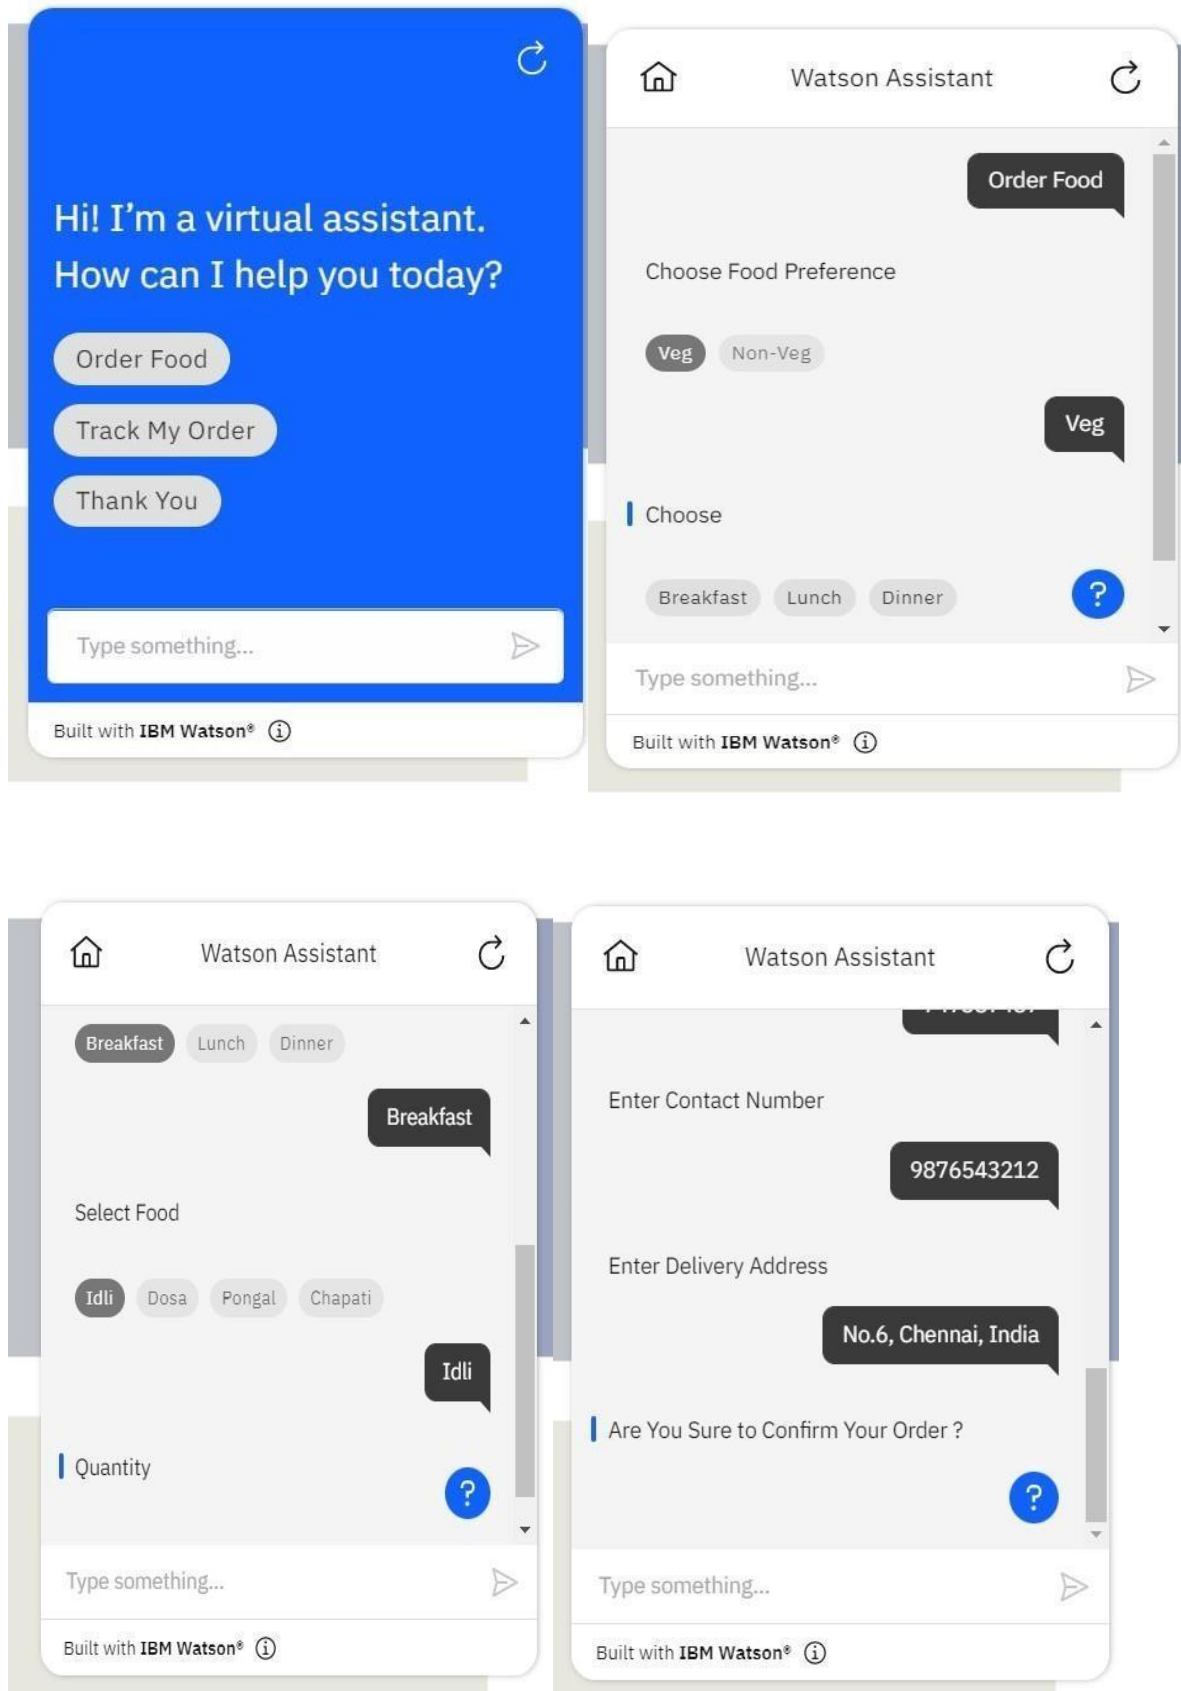 Hi! I'm a virtual assistant.
How can I help you today?
Order Food
Track My Order
Thank You
Type something...
Built with IBM Watson®
Watson Assistant
Order Food
Choose Food Preference
Veg Non-Veg
Veg
Choose
Breakfast Lunch Dinner
?
Type something...
Built with IBM Watson®
Watson Assistant
Breakfast Lunch Dinner
Breakfast
Select Food
Idli Dosa Pongal Chapati
Idli
Quantity
?
Type something...
Built with IBM Watson®
Watson Assistant
Enter Contact Number
9876543212
Enter Delivery Address
No.6, Chennai, India
Are You Sure to Confirm Your Order ?
?
Type something...
Built with IBM Watson®